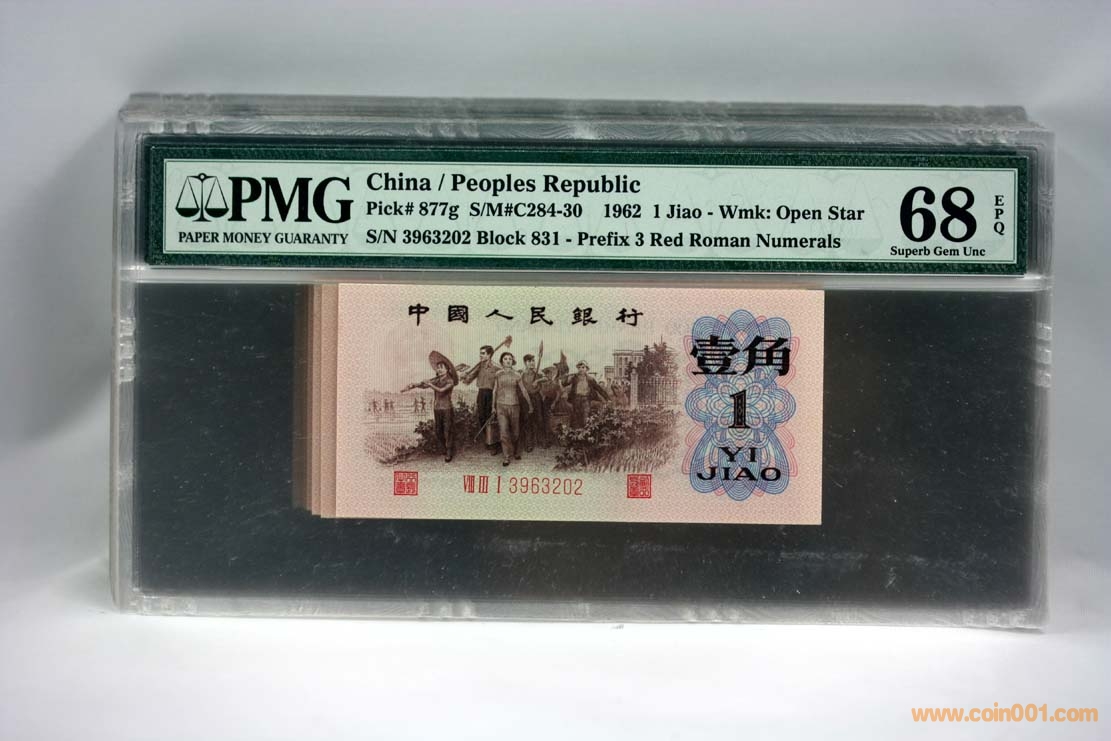 PMG
PAPER MONEY GUARANTY
China / Peoples Republic
Pick# 877g S/M#C284-30 1962 1 Jiao - Wmk: Open Star
S/N 3963202 Block 831 - Prefix 3 Red Roman Numerals
68
EPQ
Superb Gem Unc
中國人民銀行
壹角
1
YI
JIAO
VIII III I 3963202
www.coin001.com